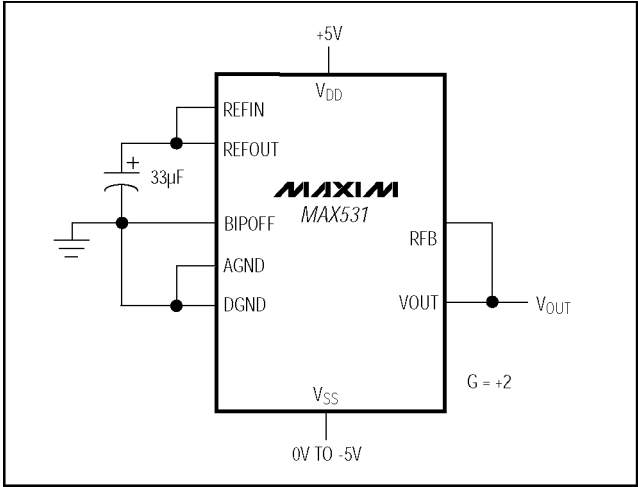 +5V
VDD
REFIN
REFOUT
+
33µF
MAXIM
MAX531
BIPOFF
RFB
AGND
DGND
VOUT
VOUT
G = +2
VSS
0V TO -5V